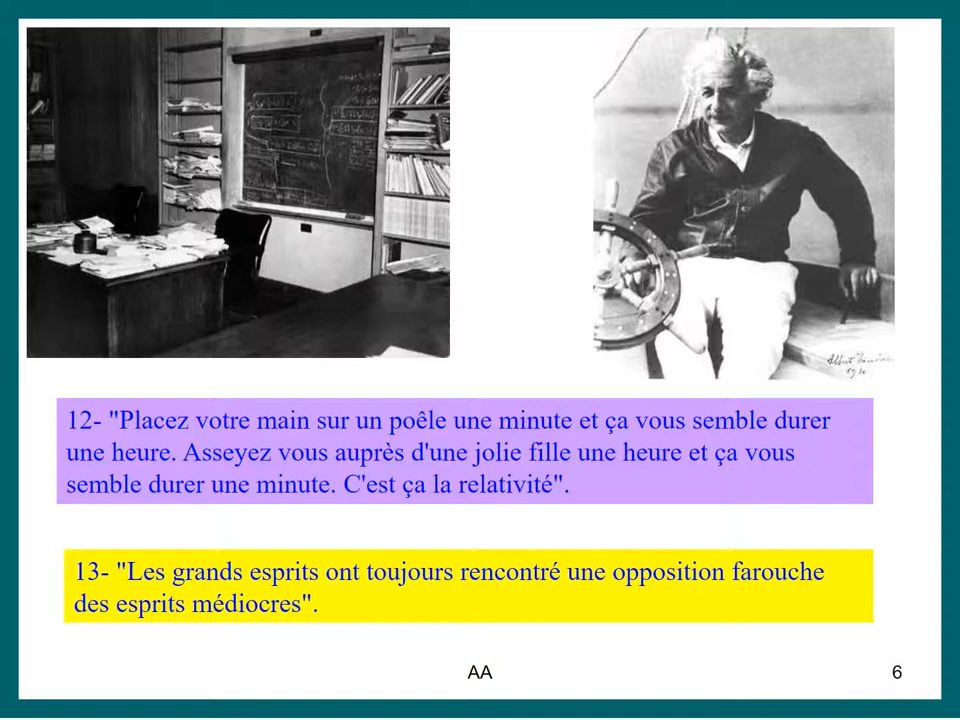 Albert Einstein
12- "Placez votre main sur un poêle une minute et ça vous semble durer
une heure. Asseyez vous auprès d'une jolie fille une heure et ça vous
semble durer une minute. C'est ça la relativité".
13- "Les grands esprits ont toujours rencontré une opposition farouche
des esprits médiocres".
AA
6